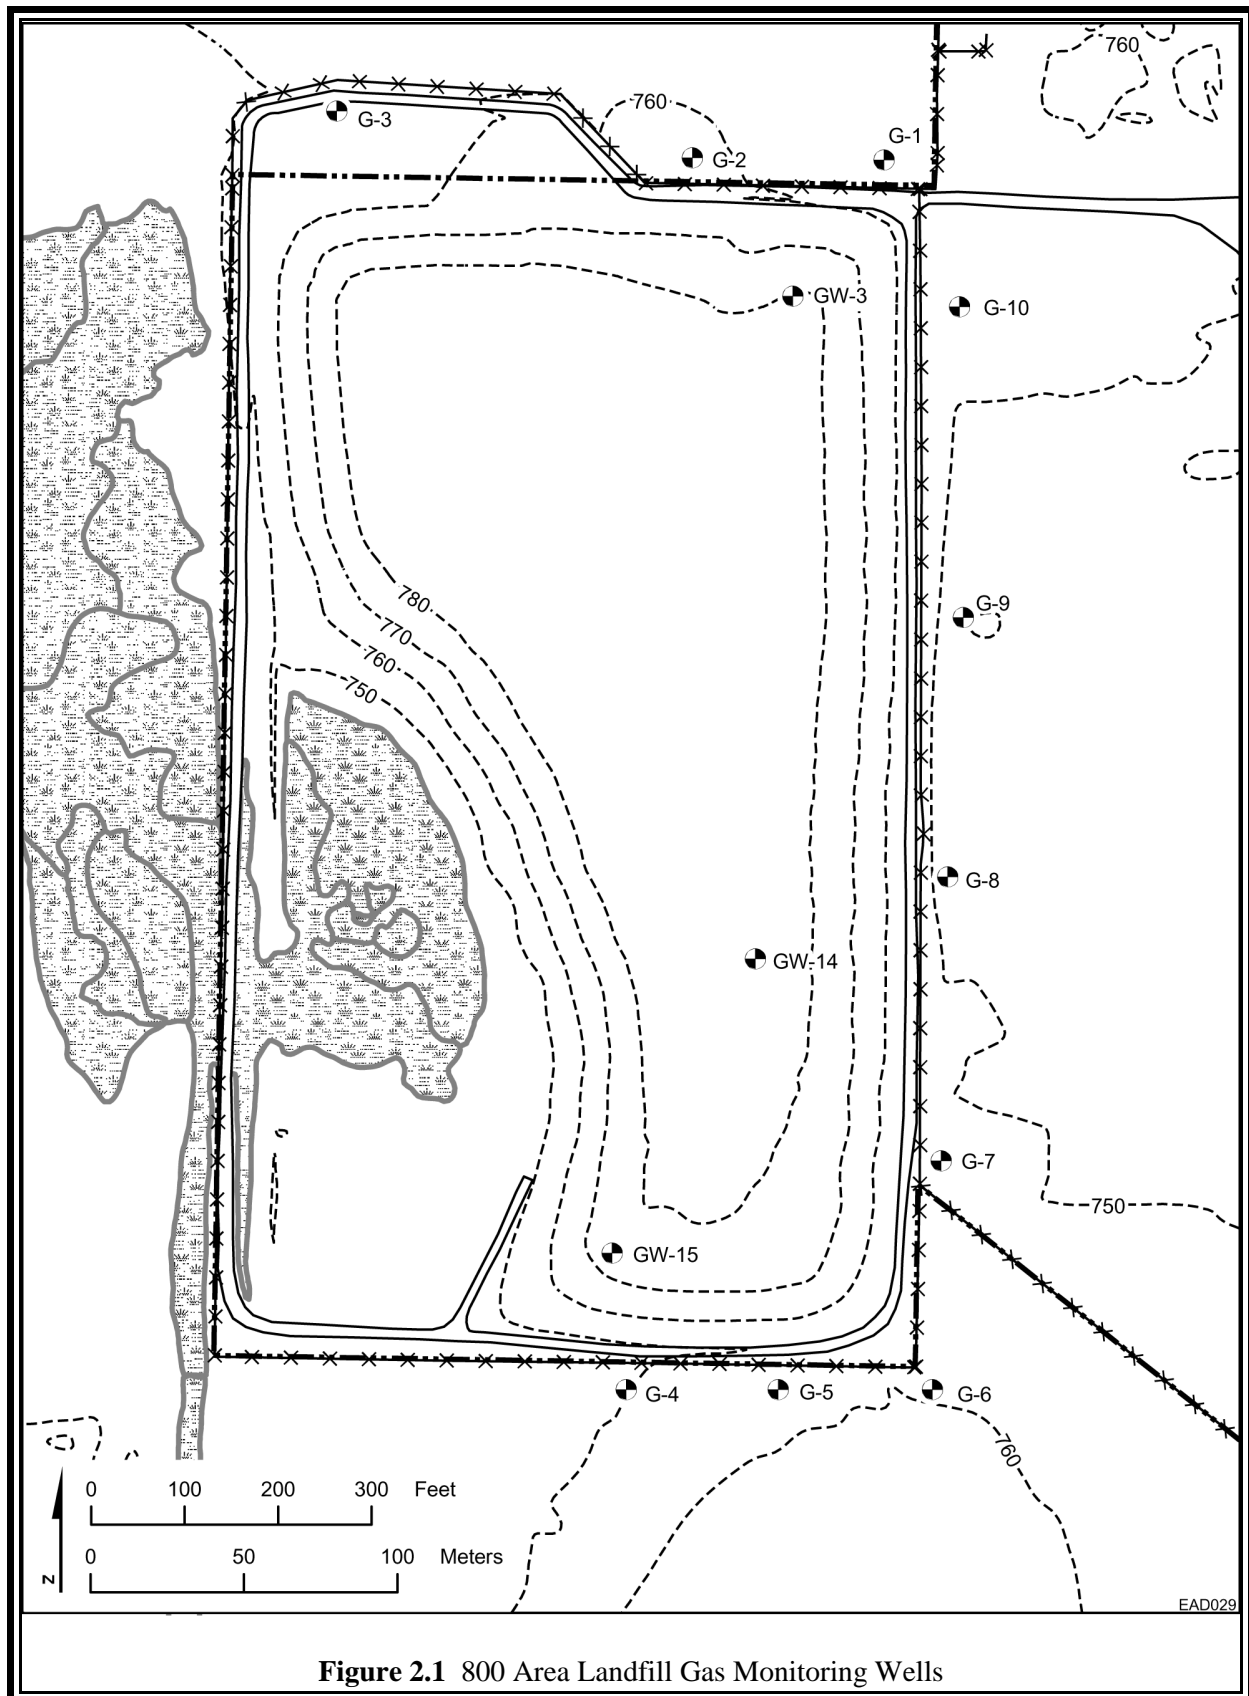 760
G-3
760
G-1
G-2
GW-3
G-10
780
G-9
770
760
750
G-8
GW-14
G-7
750
GW-15
G-4
G-5
G-6
760
0 100 200 300 Feet
0 50 100 Meters
N
EAD029
Figure 2.1 800 Area Landfill Gas Monitoring Wells